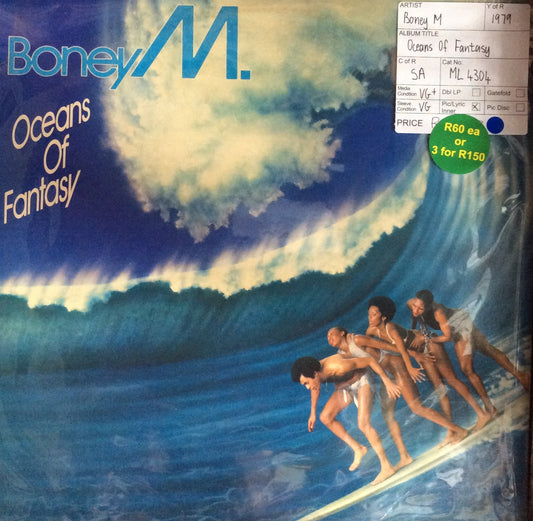 Boney M.
Oceans
Of
Fantasy
ARTIST
Boney M
Y of R
1979
ALBUM TITLE
Oceans Of Fantasy
C of R
SA
Cat No.
ML 4304
Media
Condition
VG+
Dbl LP
Gatefold
Sleeve
Condition
VG
Pic/Lyric
Inner
Pic Disc
PRICE
R60 ea
or
3 for R150